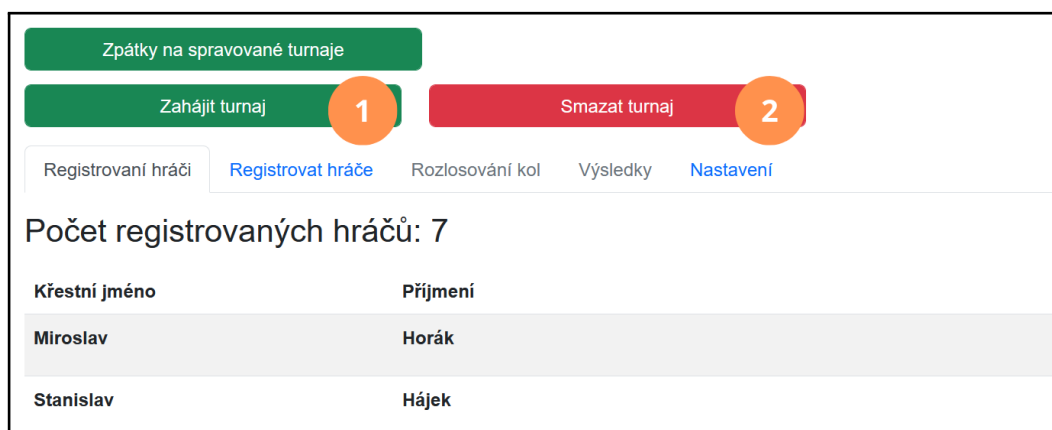 Zpátky na spravované turnaje
Zahájit turnaj 1 Smazat turnaj 2
Registrovaní hráči Registrovat hráče Rozlosování kol Výsledky Nastavení
Počet registrovaných hráčů: 7
Křestní jméno Příjmení
Miroslav Horák
Stanislav Hájek